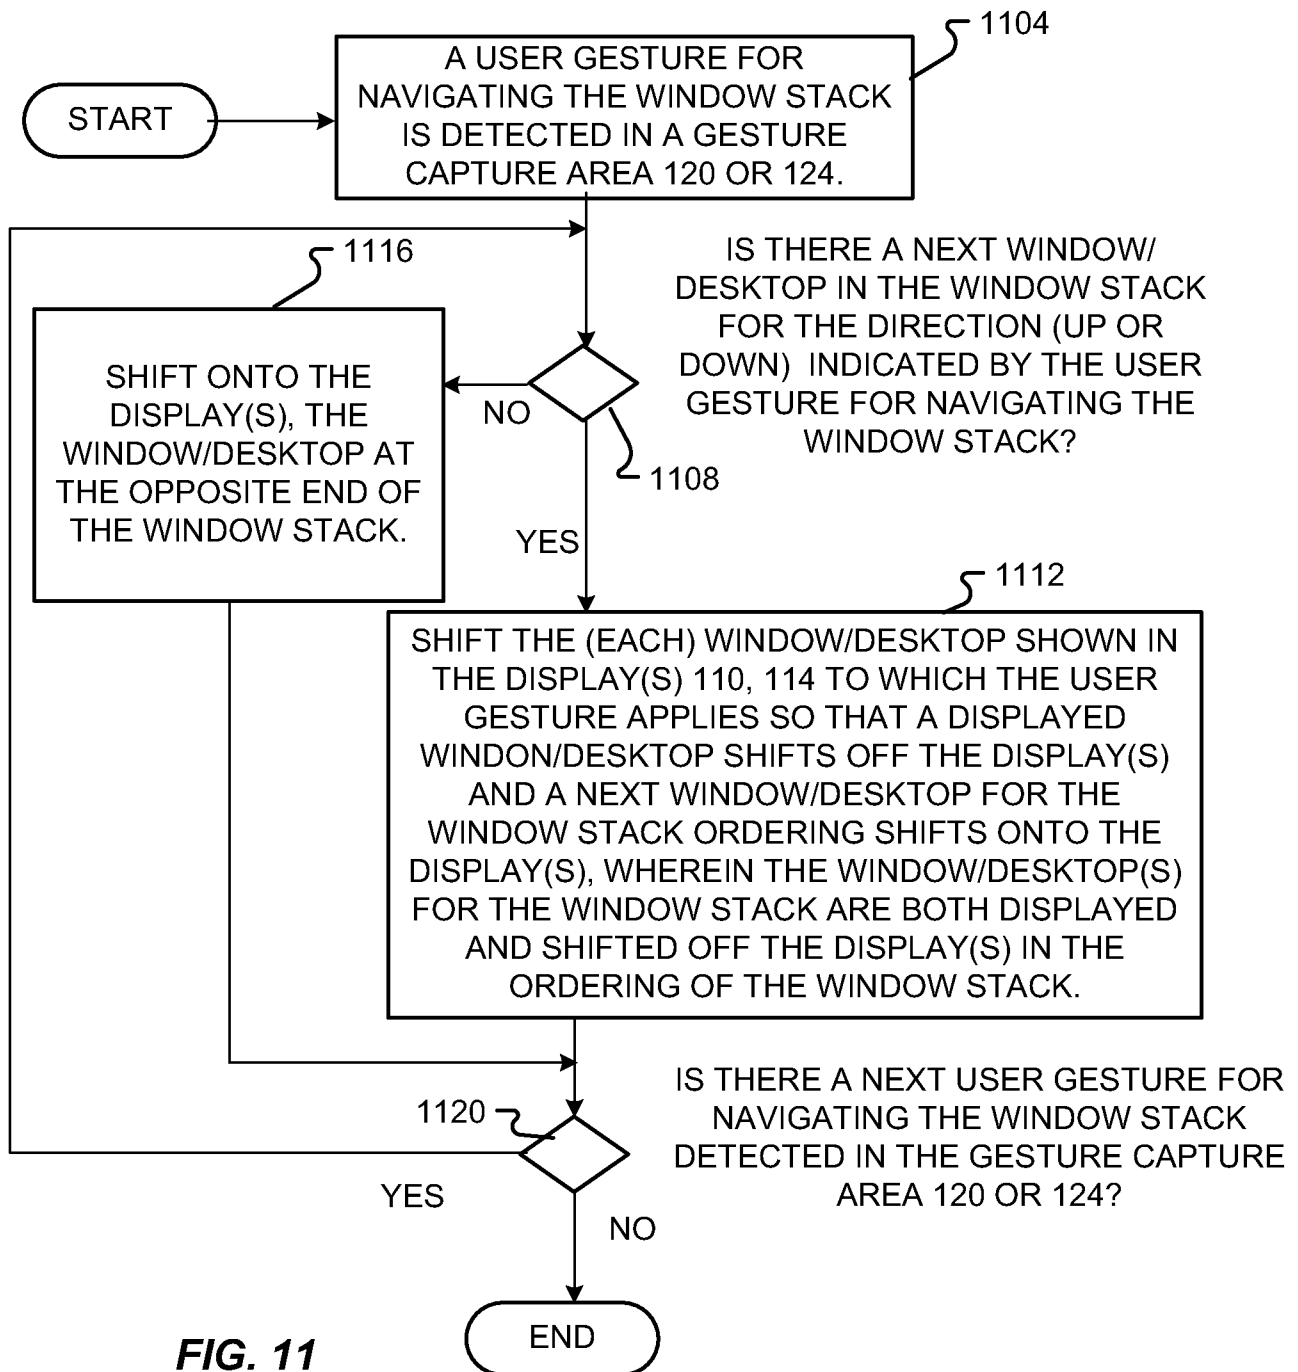 1104
A USER GESTURE FOR
NAVIGATING THE WINDOW STACK
IS DETECTED IN A GESTURE
CAPTURE AREA 120 OR 124.
START
1116
IS THERE A NEXT WINDOW/
DESKTOP IN THE WINDOW STACK
FOR THE DIRECTION (UP OR
DOWN) INDICATED BY THE USER
GESTURE FOR NAVIGATING THE
WINDOW STACK?
SHIFT ONTO THE
DISPLAY(S), THE
WINDOW/DESKTOP AT
THE OPPOSITE END OF
THE WINDOW STACK.
NO
1108
YES
1112
SHIFT THE (EACH) WINDOW/DESKTOP SHOWN IN
THE DISPLAY(S) 110, 114 TO WHICH THE USER
GESTURE APPLIES SO THAT A DISPLAYED
WINDON/DESKTOP SHIFTS OFF THE DISPLAY(S)
AND A NEXT WINDOW/DESKTOP FOR THE
WINDOW STACK ORDERING SHIFTS ONTO THE
DISPLAY(S), WHEREIN THE WINDOW/DESKTOP(S)
FOR THE WINDOW STACK ARE BOTH DISPLAYED
AND SHIFTED OFF THE DISPLAY(S) IN THE
ORDERING OF THE WINDOW STACK.
1120
IS THERE A NEXT USER GESTURE FOR
NAVIGATING THE WINDOW STACK
DETECTED IN THE GESTURE CAPTURE
AREA 120 OR 124?
YES
NO
END
FIG. 11